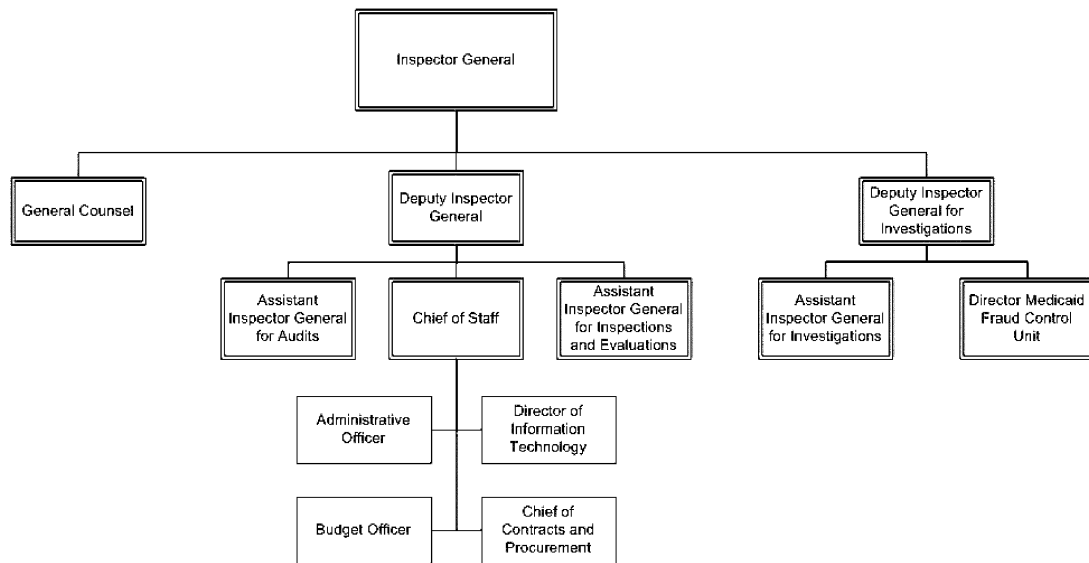 Inspector General
General Counsel
Deputy Inspector
General
Deputy Inspector
General for
Investigations
Assistant
Inspector General
for Audits
Chief of Staff
Assistant
Inspector General
for Inspections
and Evaluations
Assistant
Inspector General
for Investigations
Director Medicaid
Fraud Control
Unit
Administrative
Officer
Director of
Information
Technology
Budget Officer
Chief of
Contracts and
Procurement